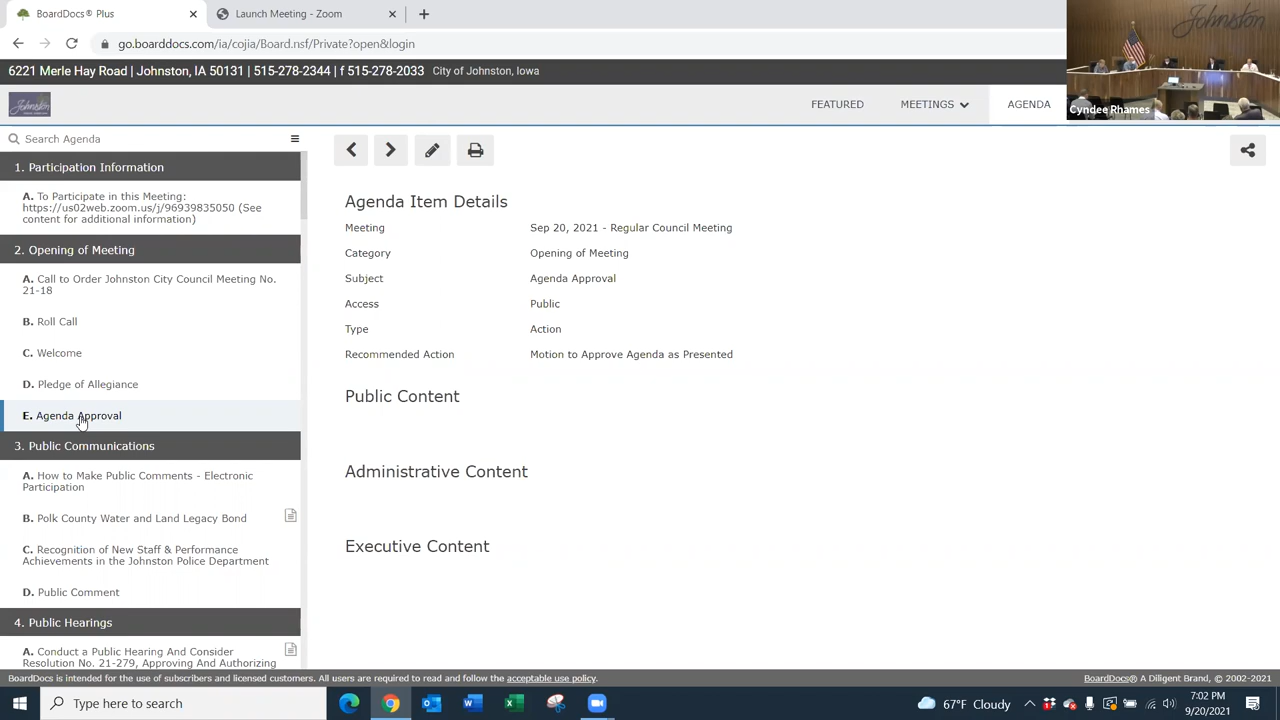 BoardDocs® Plus
Launch Meeting - Zoom
go.boarddocs.com/ia/cojia/Board.nsf/Private?open&login
6221 Merle Hay Road | Johnston, IA 50131 | 515-278-2344 | f 515-278-2033 City of Johnston, Iowa
Johnston
Cyndee Rhames
Johnston
FEATURED
MEETINGS
AGENDA
Search Agenda
1. Participation Information
A. To Participate in this Meeting:
https://us02web.zoom.us/j/96939835050 (See
content for additional information)
2. Opening of Meeting
A. Call to Order Johnston City Council Meeting No.
21-18
B. Roll Call
C. Welcome
D. Pledge of Allegiance
E. Agenda Approval
3. Public Communications
A. How to Make Public Comments - Electronic
Participation
B. Polk County Water and Land Legacy Bond
C. Recognition of New Staff & Performance
Achievements in the Johnston Police Department
D. Public Comment
4. Public Hearings
A. Conduct a Public Hearing And Consider
Resolution No. 21-279, Approving And Authorizing
Agenda Item Details
Meeting Sep 20, 2021 - Regular Council Meeting
Category Opening of Meeting
Subject Agenda Approval
Access Public
Type Action
Recommended Action Motion to Approve Agenda as Presented
Public Content
Administrative Content
Executive Content
BoardDocs is intended for the use of subscribers and licensed customers. All users are required to read and follow the acceptable use policy.
BoardDocs® A Diligent Brand, © 2002-2021
Type here to search
67°F Cloudy
7:02 PM
9/20/2021